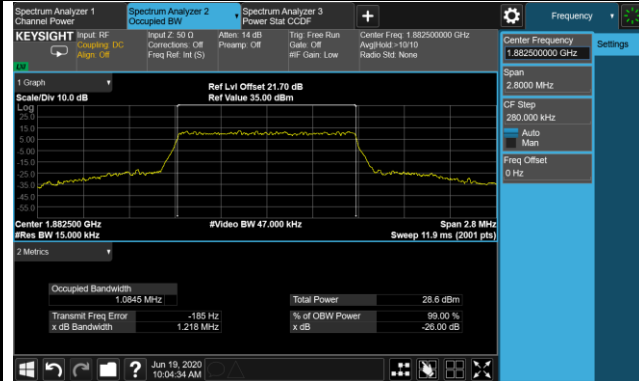 Spectrum Analyzer 1
Channel Power
Spectrum Analyzer 2
Occupied BW
Spectrum Analyzer 3
Power Stat CCDF
Frequency
KEYSIGHT
Input: RF
Coupling: DC
Align: Off
Input Z: 50 Ω
Corrections: Off
Freq Ref: Int (S)
Atten: 14 dB
Preamp: Off
Trig: Free Run
Gate: Off
#IF Gain: Low
Center Freq: 1.882500000 GHz
Avg|Hold:>10/10
Radio Std: None
LXI
Center Frequency
1.882500000 GHz
Settings
Span
2.8000 MHz
CF Step
280.000 kHz
Auto
Man
Freq Offset
0 Hz
1 Graph
Scale/Div 10.0 dB
Ref Lvl Offset 21.70 dB
Ref Value 35.00 dBm
Log
25.0
15.0
5.00
-5.00
-15.0
-25.0
-35.0
-45.0
-55.0
Center 1.882500 GHz
#Res BW 15.000 kHz
#Video BW 47.000 kHz
Span 2.8 MHz
Sweep 11.9 ms (2001 pts)
2 Metrics
Occupied Bandwidth
1.0845 MHz
Total Power 28.6 dBm
Transmit Freq Error -185 Hz
% of OBW Power 99.00 %
x dB Bandwidth 1.218 MHz
x dB -26.00 dB
?
Jun 19, 2020
10:04:34 AM